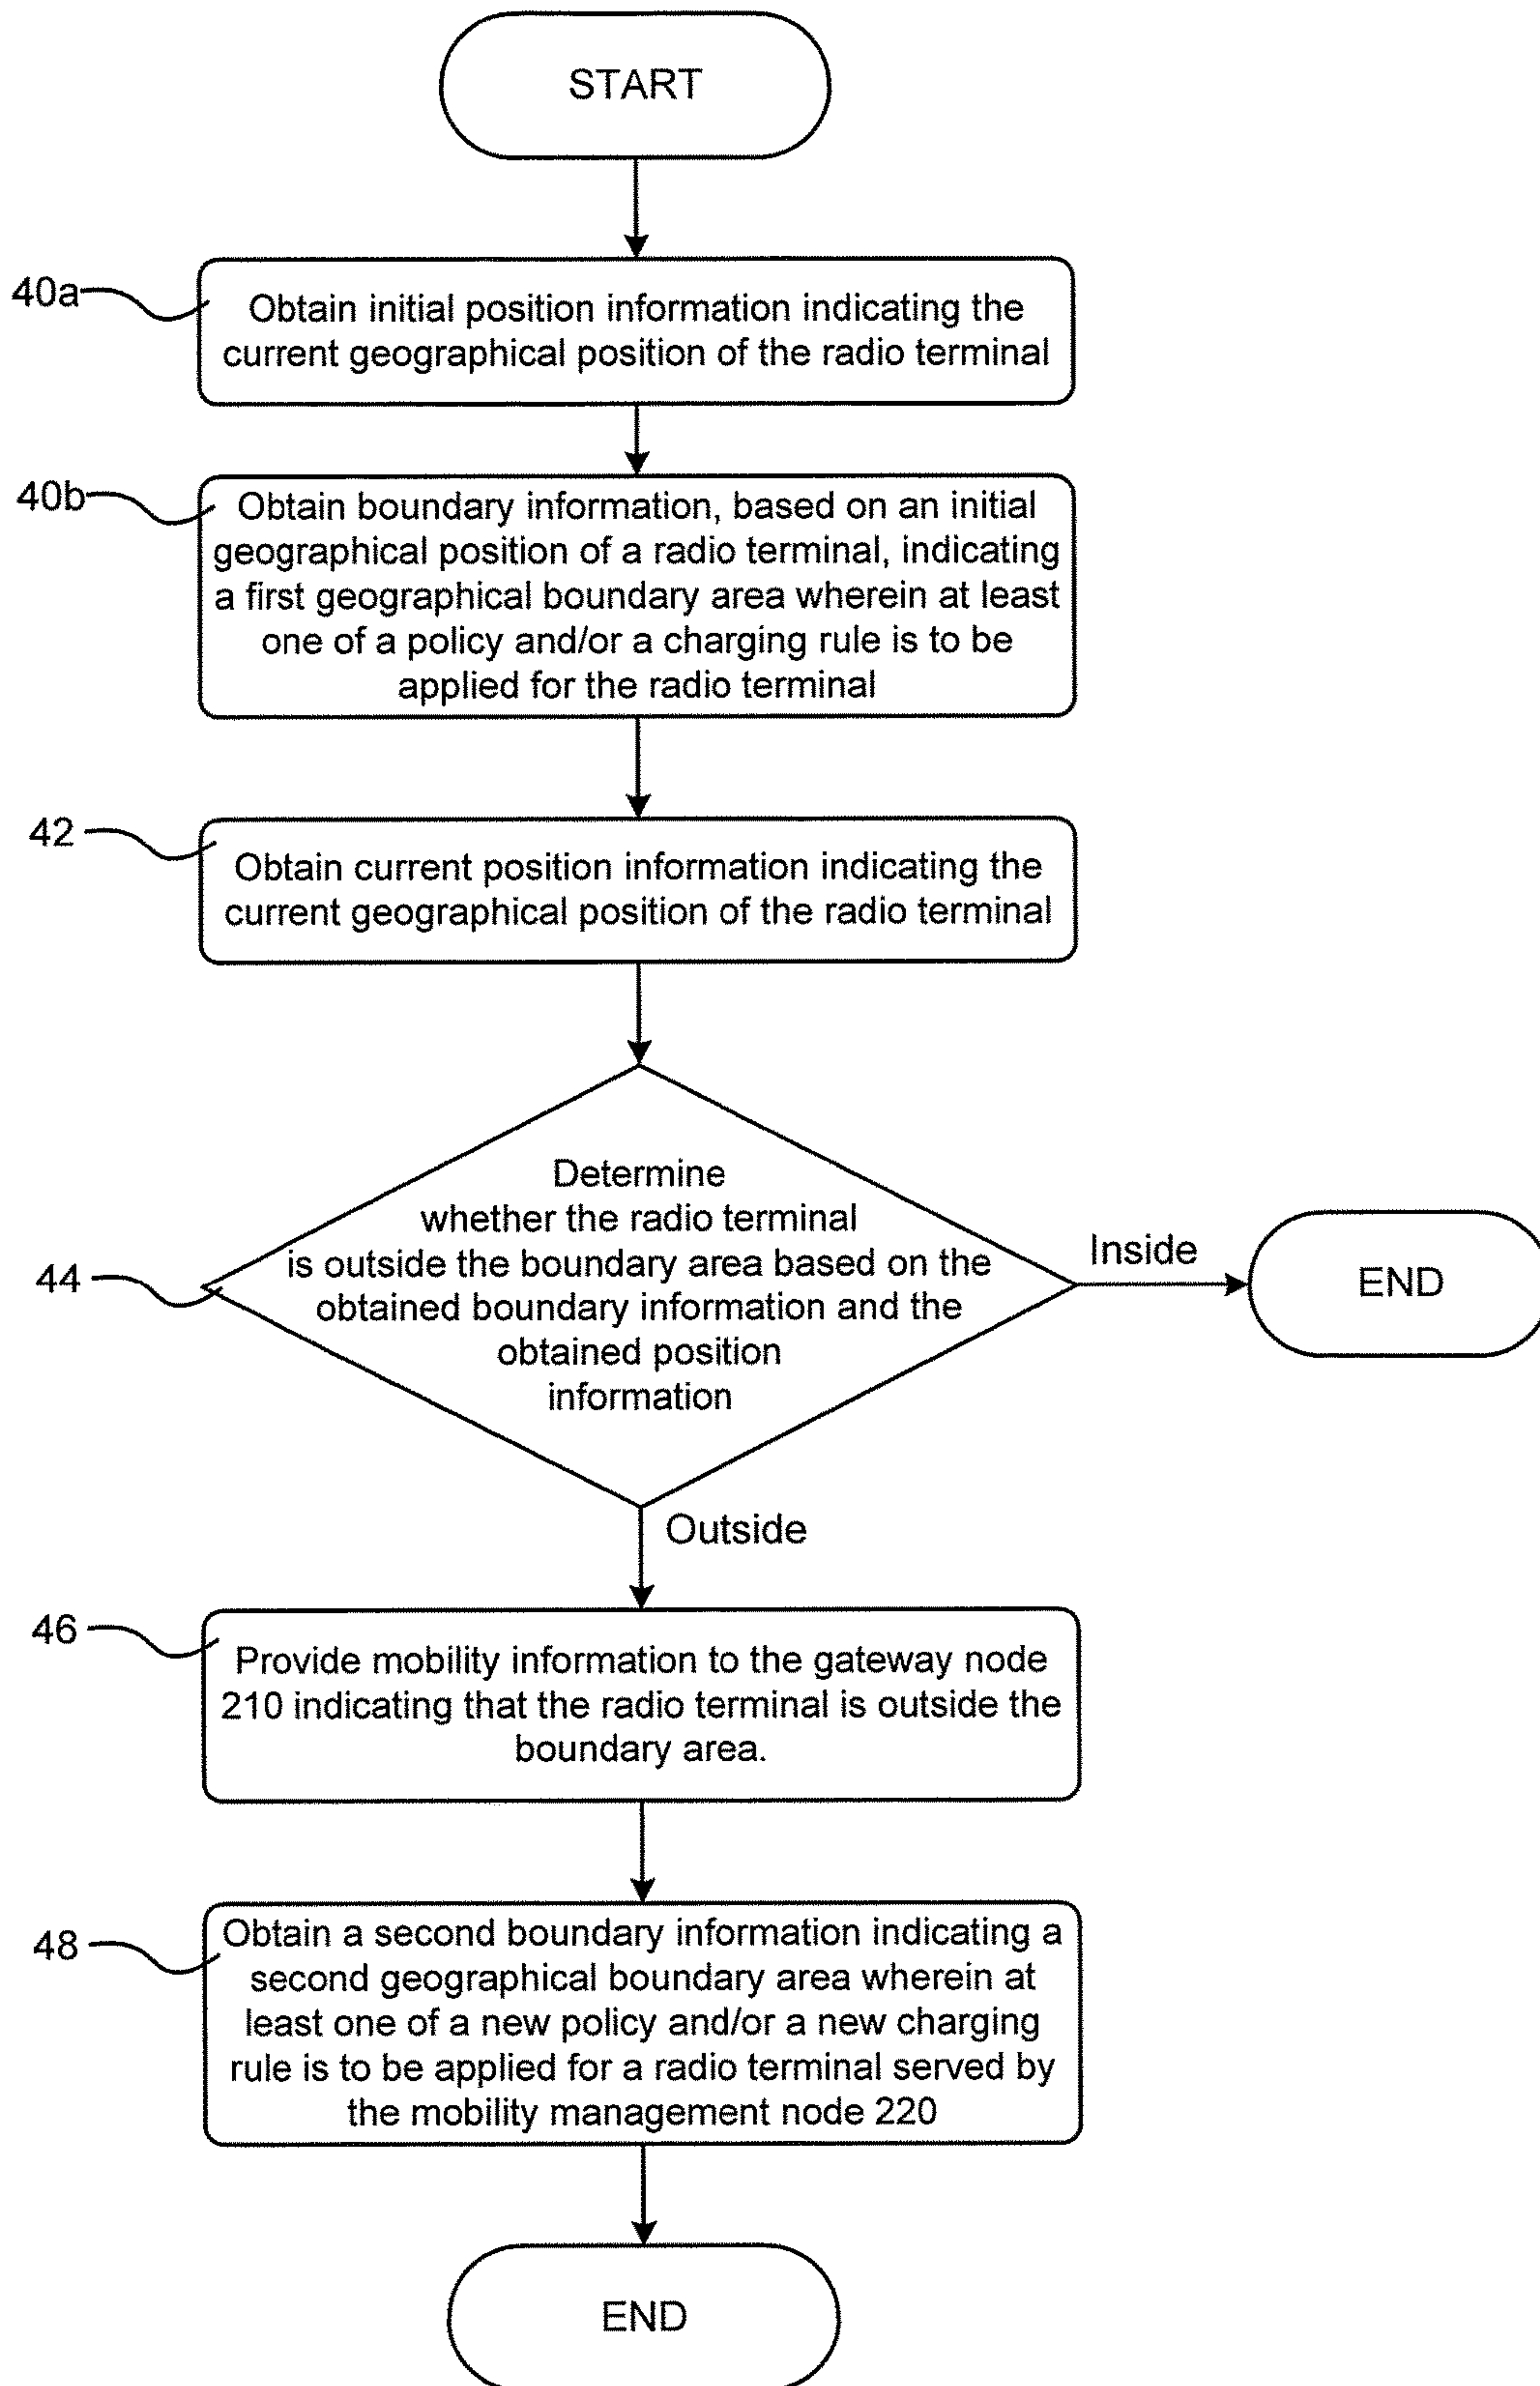 START
40a
Obtain initial position information indicating the
current geographical position of the radio terminal
40b
Obtain boundary information, based on an initial
geographical position of a radio terminal, indicating
a first geographical boundary area wherein at least
one of a policy and/or a charging rule is to be
applied for the radio terminal
42
Obtain current position information indicating the
current geographical position of the radio terminal
44
Determine
whether the radio terminal
is outside the boundary area based on the
obtained boundary information and the
obtained position
information
Inside
END
Outside
46
Provide mobility information to the gateway node
210 indicating that the radio terminal is outside the
boundary area.
48
Obtain a second boundary information indicating a
second geographical boundary area wherein at
least one of a new policy and/or a new charging
rule is to be applied for a radio terminal served by
the mobility management node 220
END